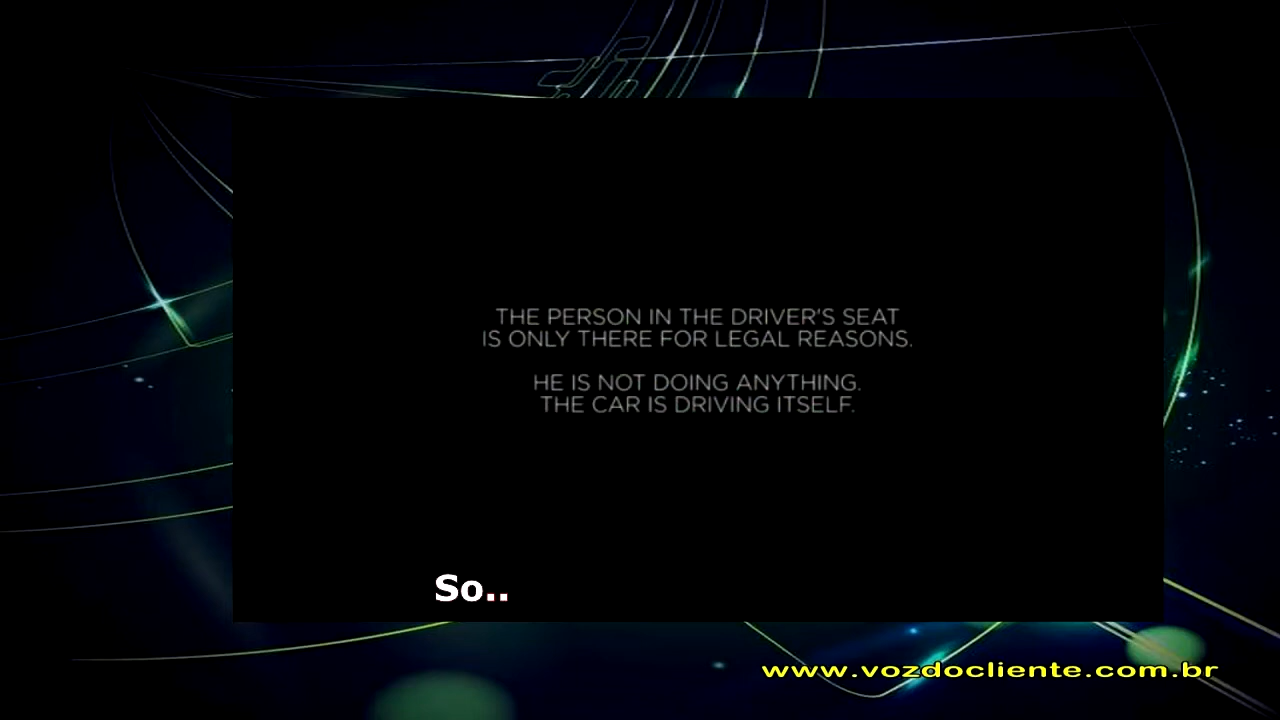 THE PERSON IN THE DRIVER'S SEAT
IS ONLY THERE FOR LEGAL REASONS.
HE IS NOT DOING ANYTHING.
THE CAR IS DRIVING ITSELF.
So..
www.vozdocliente.com.br